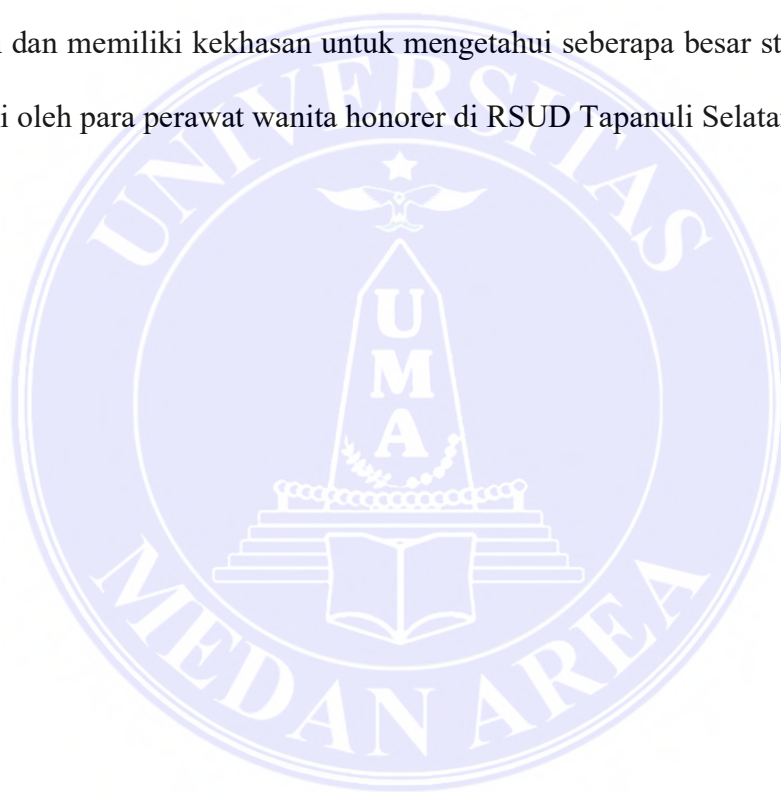 dan memiliki kekhasan untuk mengetahui seberapa besar st
i oleh para perawat wanita honorer di RSUD Tapanuli Selata
UNIVERSITAS
U
M
A
MEDAN AREA